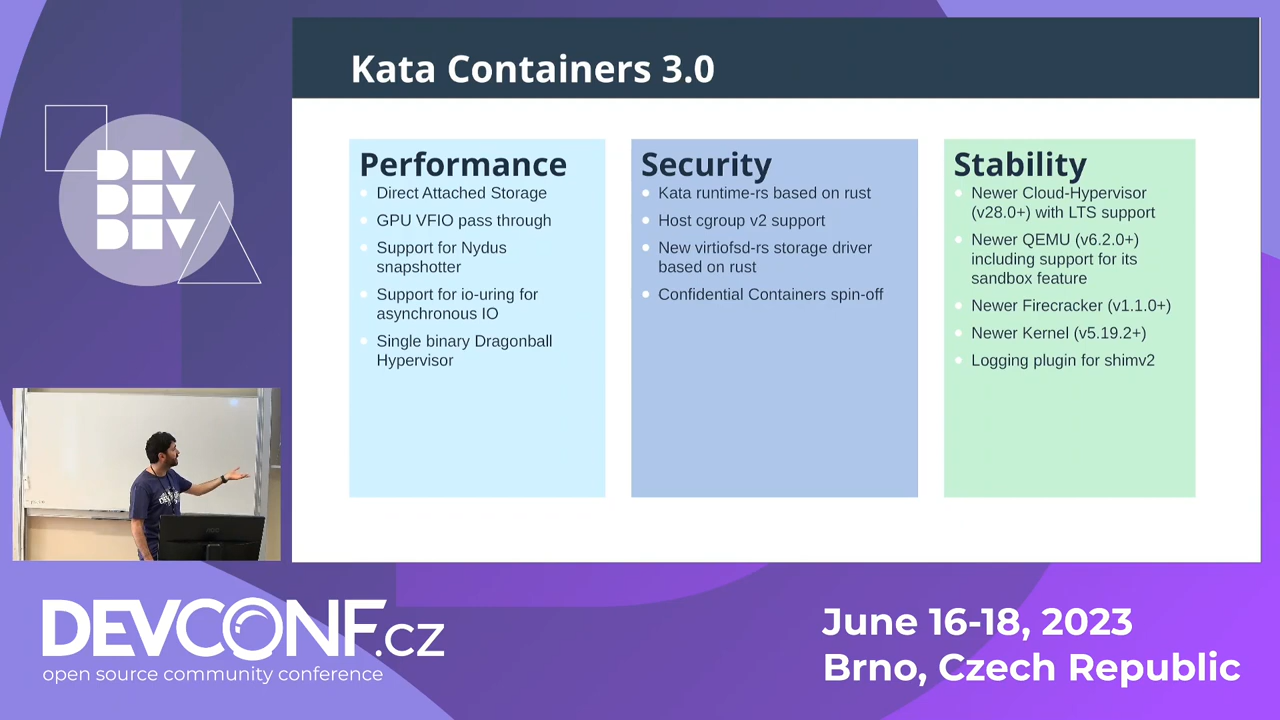 Kata Containers 3.0
Performance
Direct Attached Storage
GPU VFIO pass through
Support for Nydus
snapshotter
Support for io-uring for
asynchronous IO
Single binary Dragonball
Hypervisor
Security
Kata runtime-rs based on rust
Host cgroup v2 support
New virtiofsd-rs storage driver
based on rust
Confidential Containers spin-off
Stability
Newer Cloud-Hypervisor
(v28.0+) with LTS support
Newer QEMU (v6.2.0+)
including support for its
sandbox feature
Newer Firecracker (v1.1.0+)
Newer Kernel (v5.19.2+)
Logging plugin for shimv2
DEV
DEV
DEV
DEVCONF.cz
open source community conference
June 16-18, 2023
Brno, Czech Republic